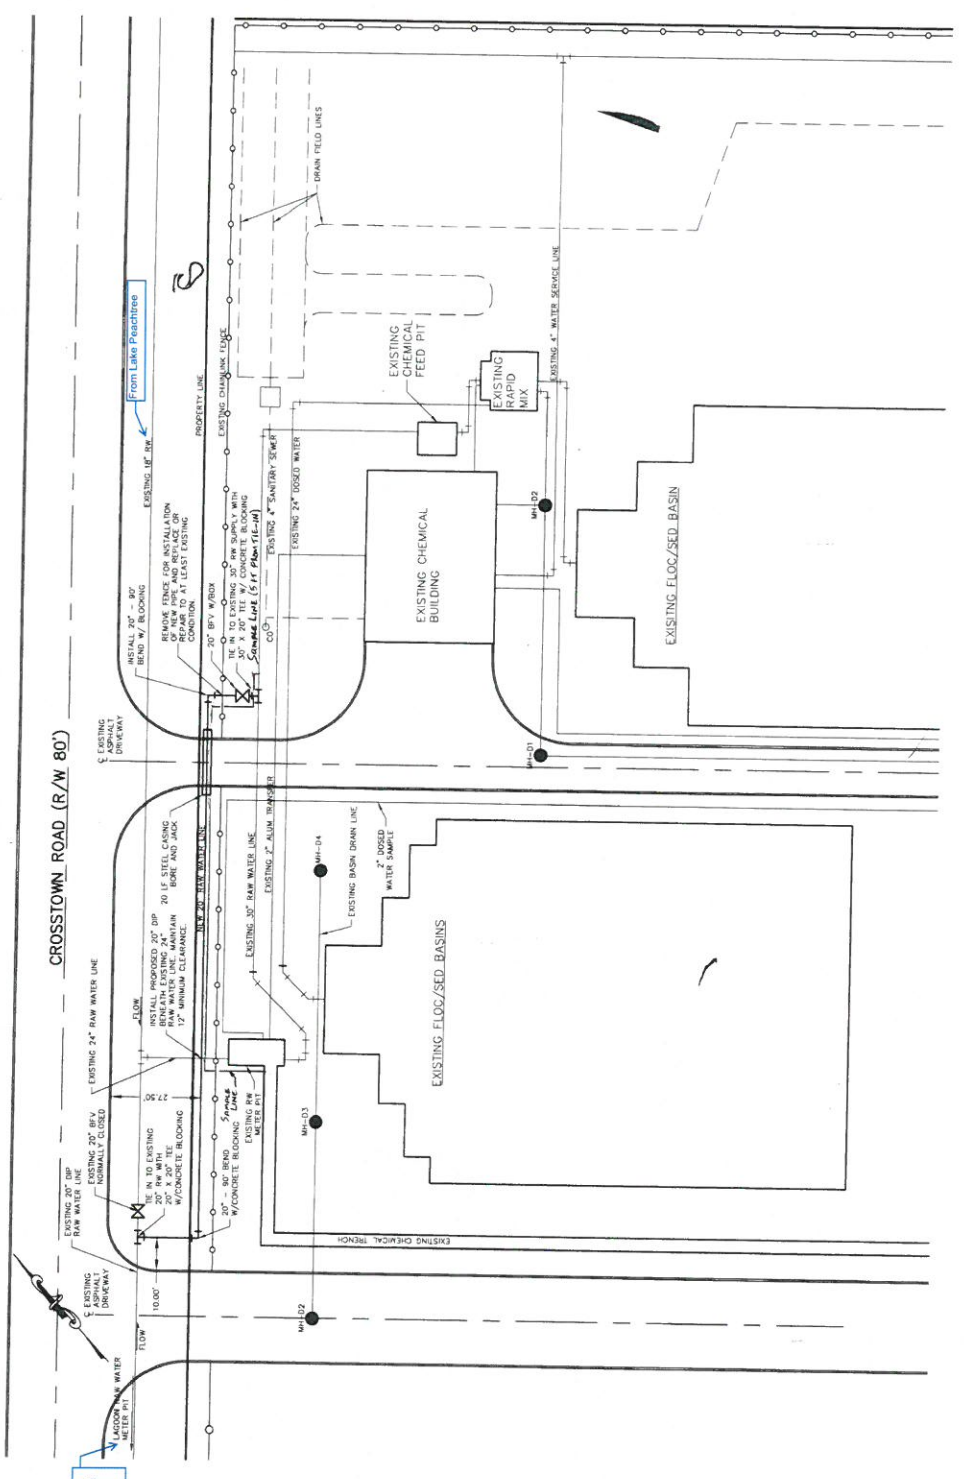 CROSSTOWN ROAD (R/W 80')
LAGOON RAW WATER
METER PIT
FLOW
℄ EXISTING
ASPHALT
DRIVEWAY
10.00'
EXISTING 20" DIP
RAW WATER LINE
EXISTING 20" BFV
NORMALLY CLOSED
TIE IN TO EXISTING
20" RW WITH
20" X 20" TEE
W/CONCRETE BLOCKING
27.50'
EXISTING 24" RAW WATER LINE
FLOW
INSTALL PROPOSED 20" DIP
BENEATH EXISTING 24"
RAW WATER LINE. MAINTAIN
12" MINIMUM CLEARANCE.
20 LF STEEL CASING
BORE AND JACK
NEW 20" RAW WATER LINE
20" - 90° BEND
W/CONCRETE BLOCKING
SAMPLE
LINE
EXISTING RW
METER PIT
EXISTING 30" RAW WATER LINE
EXISTING 2" ALUM TRANSFER
℄ EXISTING
ASPHALT
DRIVEWAY
INSTALL 20" - 90°
BEND W/ BLOCKING
REMOVE FENCE FOR INSTALLATION
OF NEW PIPE AND REPLACE OR
REPAIR TO AT LEAST EXISTING
CONDITION.
20" BFV W/BOX
TIE IN TO EXISTING 30" RW SUPPLY WITH
30" X 20" TEE W/ CONCRETE BLOCKING
SAMPLE LINE (5 FT FROM TIE-IN)
CO
EXISTING 18" RW
From Lake Peachtree
PROPERTY LINE
EXISTING CHAINLINK FENCE
EXISTING 4" SANITARY SEWER
EXISTING 24" DOSED WATER
DRAIN FIELD LINES
EXISTING
CHEMICAL
FEED PIT
EXISTING
RAPID
MIX
EXISTING 4" WATER SERVICE LINE
EXISTING CHEMICAL
BUILDING
MH-D2
EXISITNG FLOC/SED BASIN
MH-D1
MH-D4
EXISTING BASIN DRAIN LINE
2" DOSED
WATER SAMPLE
MH-D3
EXISTING FLOC/SED BASINS
EXISTING CHEMICAL TRENCH
MH-D2